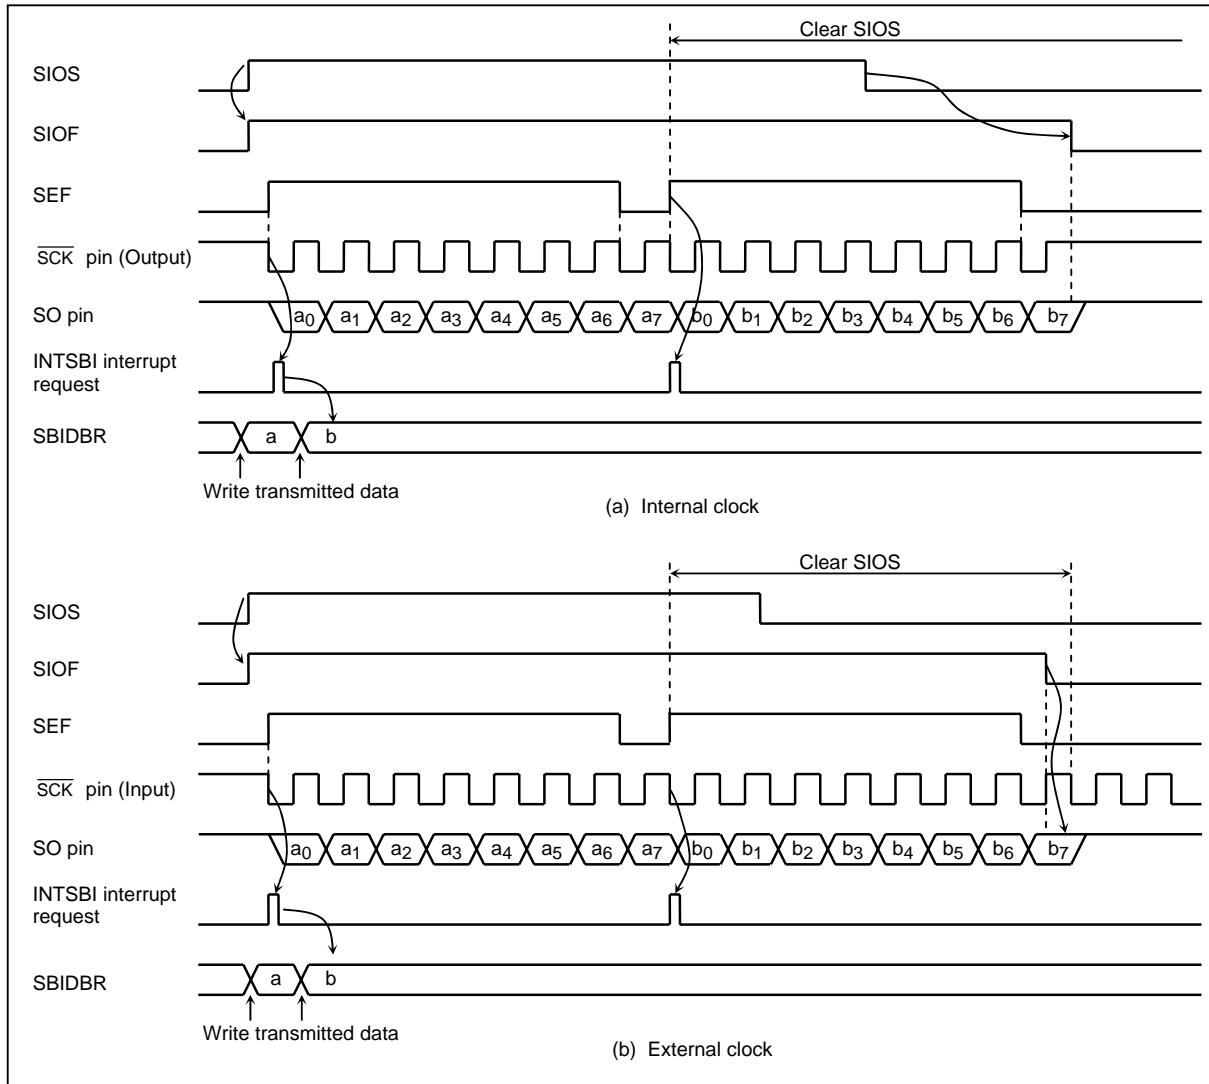 Clear SIOS
SIOS
SIOF
SEF
SCK pin (Output)
SO pin
a0 a1 a2 a3 a4 a5 a6 a7 b0 b1 b2 b3 b4 b5 b6 b7
INTSBI interrupt
request
SBIDBR
a b
Write transmitted data
(a) Internal clock
Clear SIOS
SIOS
SIOF
SEF
SCK pin (Input)
SO pin
a0 a1 a2 a3 a4 a5 a6 a7 b0 b1 b2 b3 b4 b5 b6 b7
INTSBI interrupt
request
SBIDBR
a b
Write transmitted data
(b) External clock